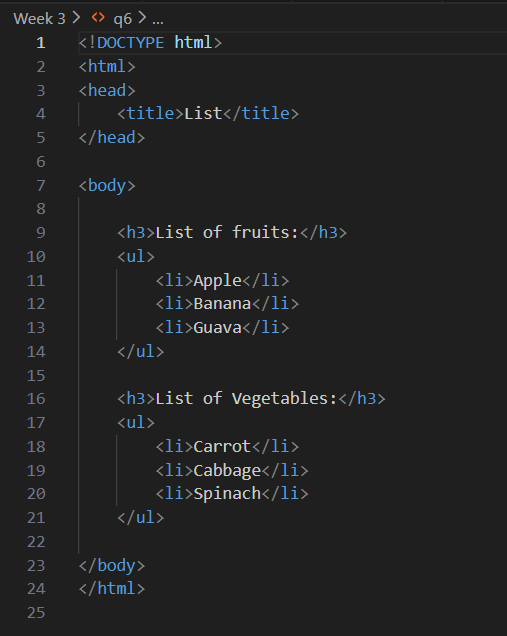 Week 3 > <> q6 > ...
1 <!DOCTYPE html>
2 <html>
3 <head>
4     <title>List</title>
5 </head>
6
7 <body>
8
9     <h3>List of fruits:</h3>
10     <ul>
11         <li>Apple</li>
12         <li>Banana</li>
13         <li>Guava</li>
14     </ul>
15
16     <h3>List of Vegetables:</h3>
17     <ul>
18         <li>Carrot</li>
19         <li>Cabbage</li>
20         <li>Spinach</li>
21     </ul>
22
23 </body>
24 </html>
25